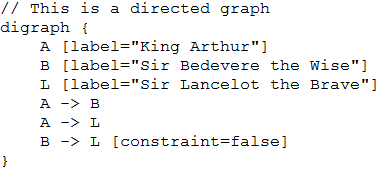 // This is a directed graph
digraph {
    A [label="King Arthur"]
    B [label="Sir Bedevere the Wise"]
    L [label="Sir Lancelot the Brave"]
    A -> B
    A -> L
    B -> L [constraint=false]
}